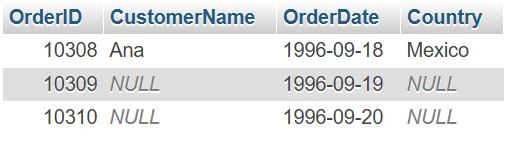 OrderID CustomerName OrderDate Country
10308 Ana 1996-09-18 Mexico
10309 NULL 1996-09-19 NULL
10310 NULL 1996-09-20 NULL